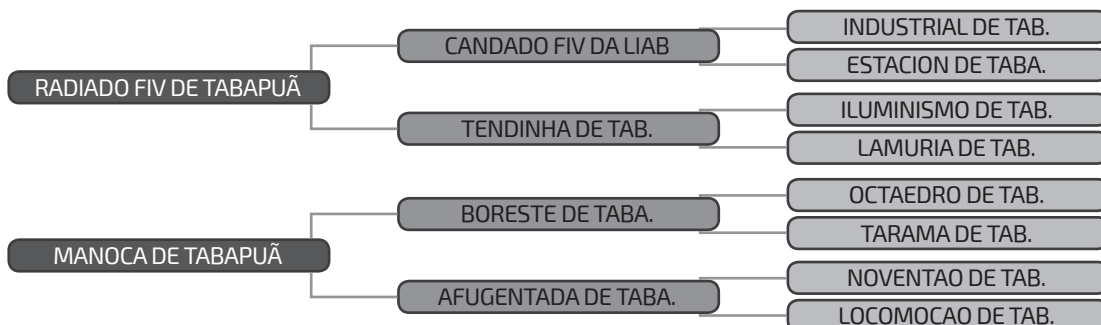 RADIADO FIV DE TABAPUÃ
CANDADO FIV DA LIAB
INDUSTRIAL DE TAB.
ESTACION DE TABA.
TENDINHA DE TAB.
ILUMINISMO DE TAB.
LAMURIA DE TAB.
MANOCA DE TABAPUÃ
BORESTE DE TABA.
OCTAEDRO DE TAB.
TARAMA DE TAB.
AFUGENTADA DE TABA.
NOVENTAO DE TAB.
LOCOMOCAO DE TAB.